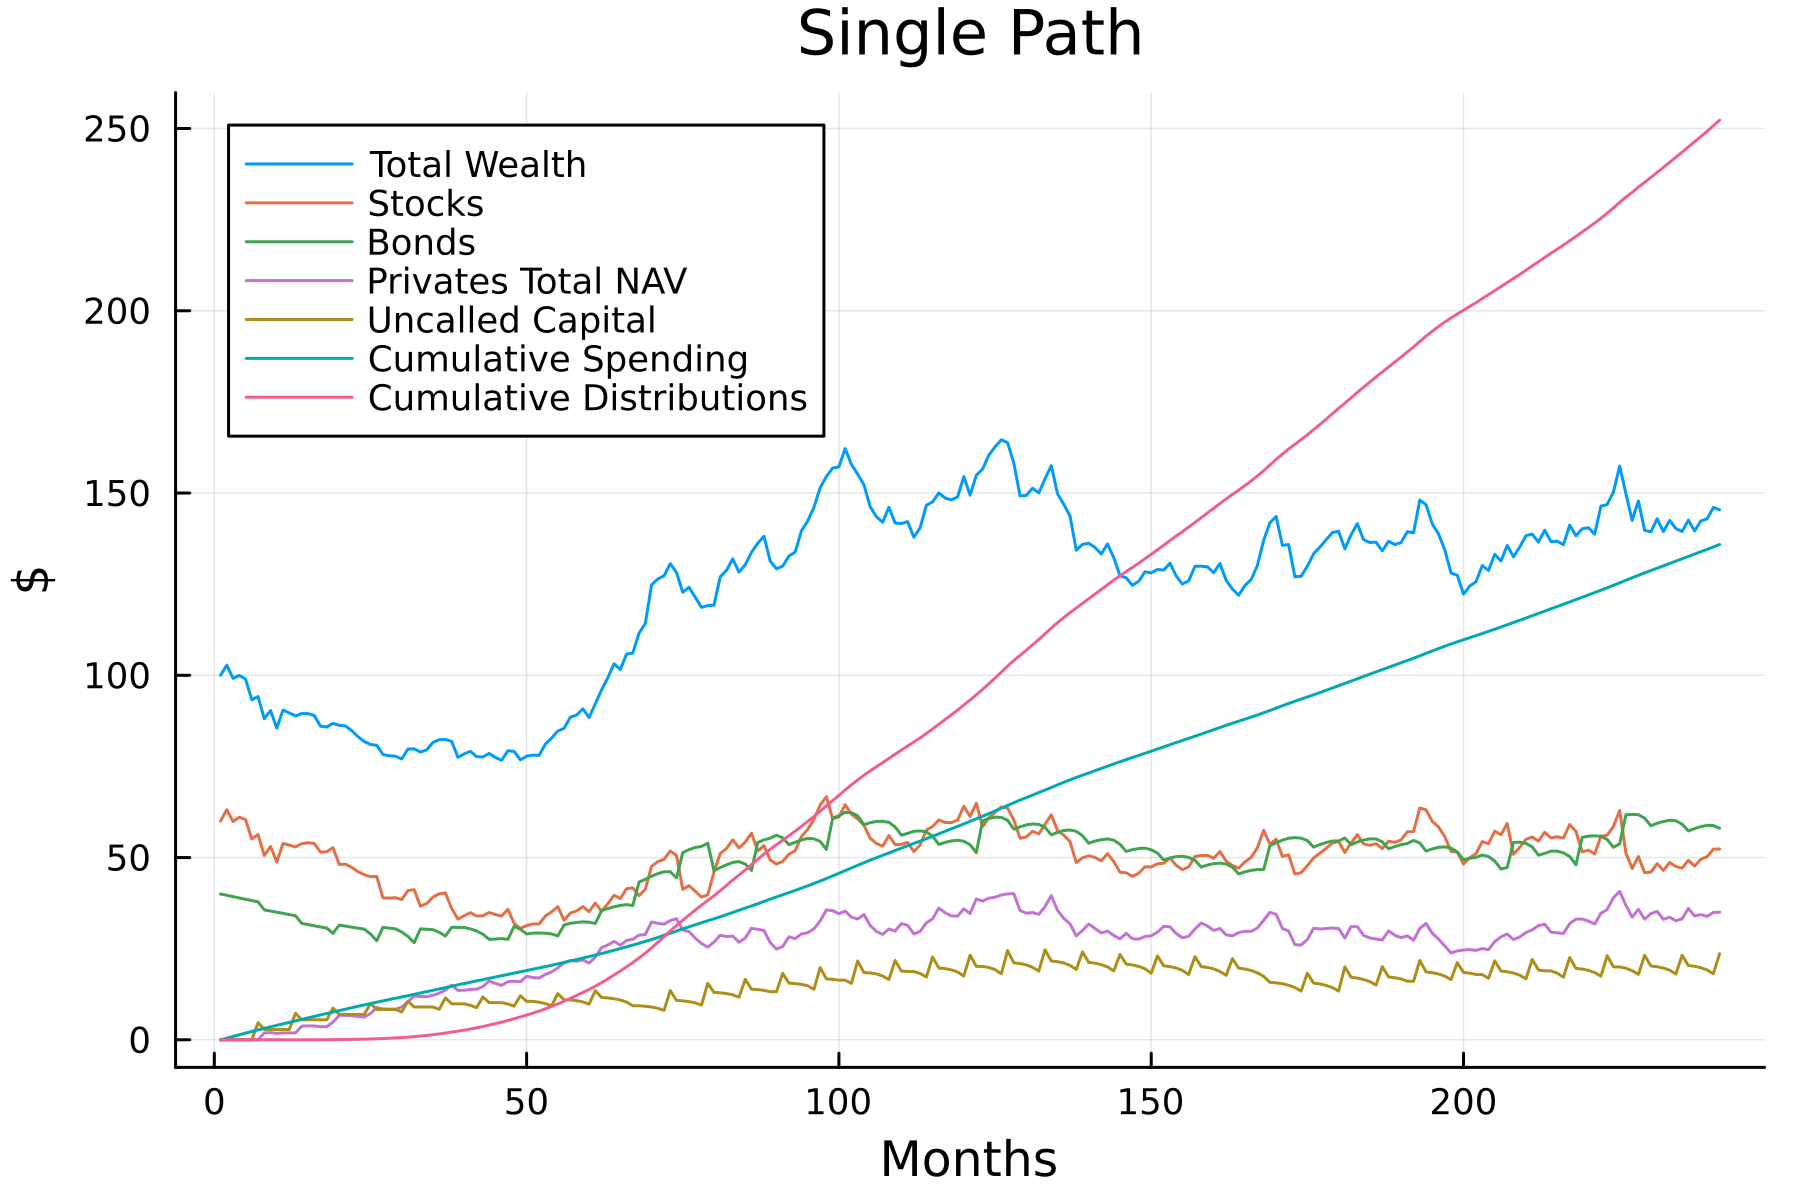 Single Path
250
200
150
100
50
0
$
Total Wealth
Stocks
Bonds
Privates Total NAV
Uncalled Capital
Cumulative Spending
Cumulative Distributions
0 50 100 150 200
Months